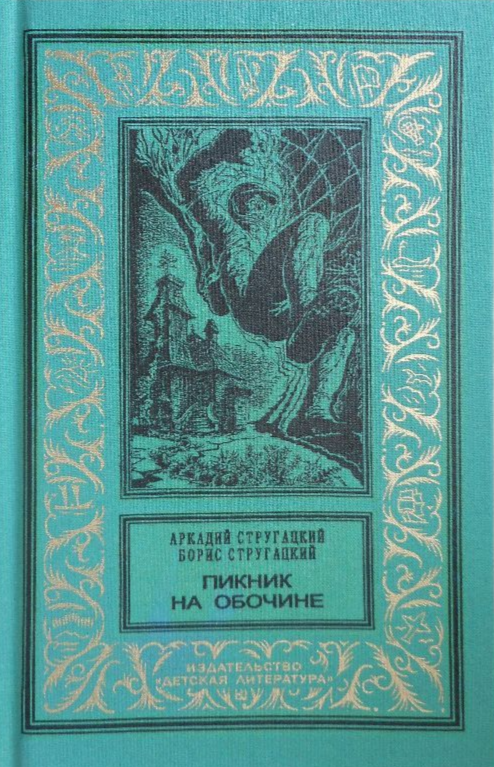 АРКАДИЙ СТРУГАЦКИЙ
БОРИС СТРУГАЦКИЙ
ПИКНИК
НА ОБОЧИНЕ
ИЗДАТЕЛЬСТВО
«ДЕТСКАЯ ЛИТЕРАТУРА»